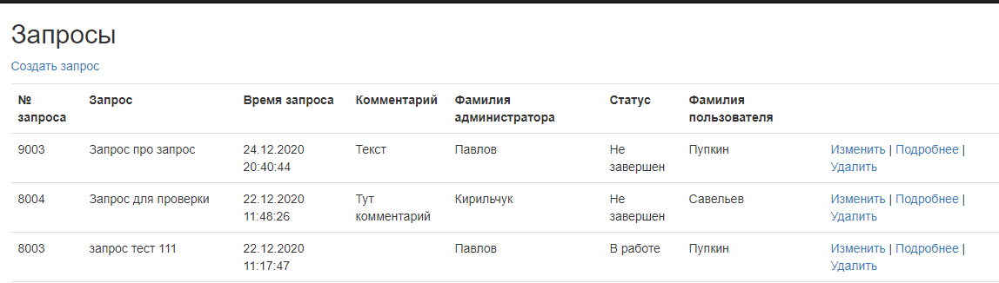 Запросы
Создать запрос
№ запроса Запрос Время запроса Комментарий Фамилия администратора Статус Фамилия пользователя
9003 Запрос про запрос 24.12.2020 20:40:44 Текст Павлов Не завершен Пупкин Изменить | Подробнее | Удалить
8004 Запрос для проверки 22.12.2020 11:48:26 Тут комментарий Кирильчук Не завершен Савельев Изменить | Подробнее | Удалить
8003 запрос тест 111 22.12.2020 11:17:47 Павлов В работе Пупкин Изменить | Подробнее | Удалить